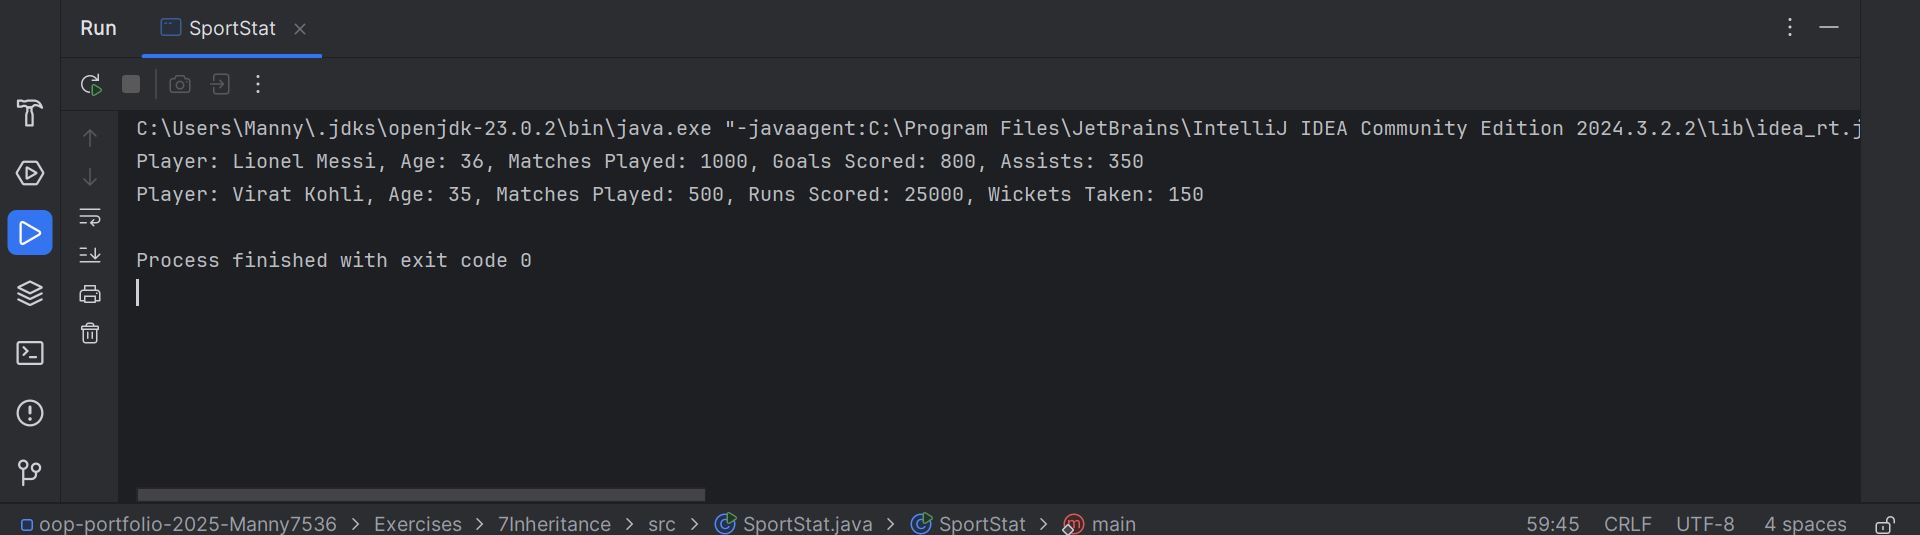 Run SportStat
C:\Users\Manny\.jdks\openjdk-23.0.2\bin\java.exe "-javaagent:C:\Program Files\JetBrains\IntelliJ IDEA Community Edition 2024.3.2.2\lib\idea_rt.j
Player: Lionel Messi, Age: 36, Matches Played: 1000, Goals Scored: 800, Assists: 350
Player: Virat Kohli, Age: 35, Matches Played: 500, Runs Scored: 25000, Wickets Taken: 150
Process finished with exit code 0
oop-portfolio-2025-Manny7536 > Exercises > 7Inheritance > src > SportStat.java > SportStat > main 59:45 CRLF UTF-8 4 spaces